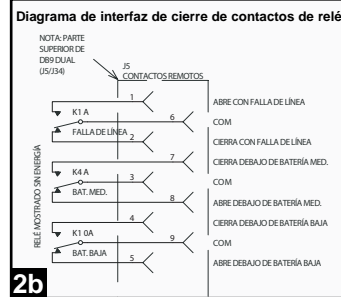 Diagrama de interfaz de cierre de contactos de relé
NOTA: PARTE
SUPERIOR DE
DB9 DUAL
(J5/J34)
J5
CONTACTOS REMOTOS
1
ABRE CON FALLA DE LÍNEA
K1 A
6
COM
FALLA DE LÍNEA
2
CIERRA CON FALLA DE LÍNEA
7
CIERRA DEBAJO DE BATERÍA MED.
K4 A
3
COM
BAT. MED.
8
ABRE DEBAJO DE BATERÍA MED.
4
CIERRA DEBAJO DE BATERÍA BAJA
K1 0A
9
COM
BAT. BAJA
5
ABRE DEBAJO DE BATERÍA BAJA
RELÉ MOSTRADO SIN ENERGÍA
2b